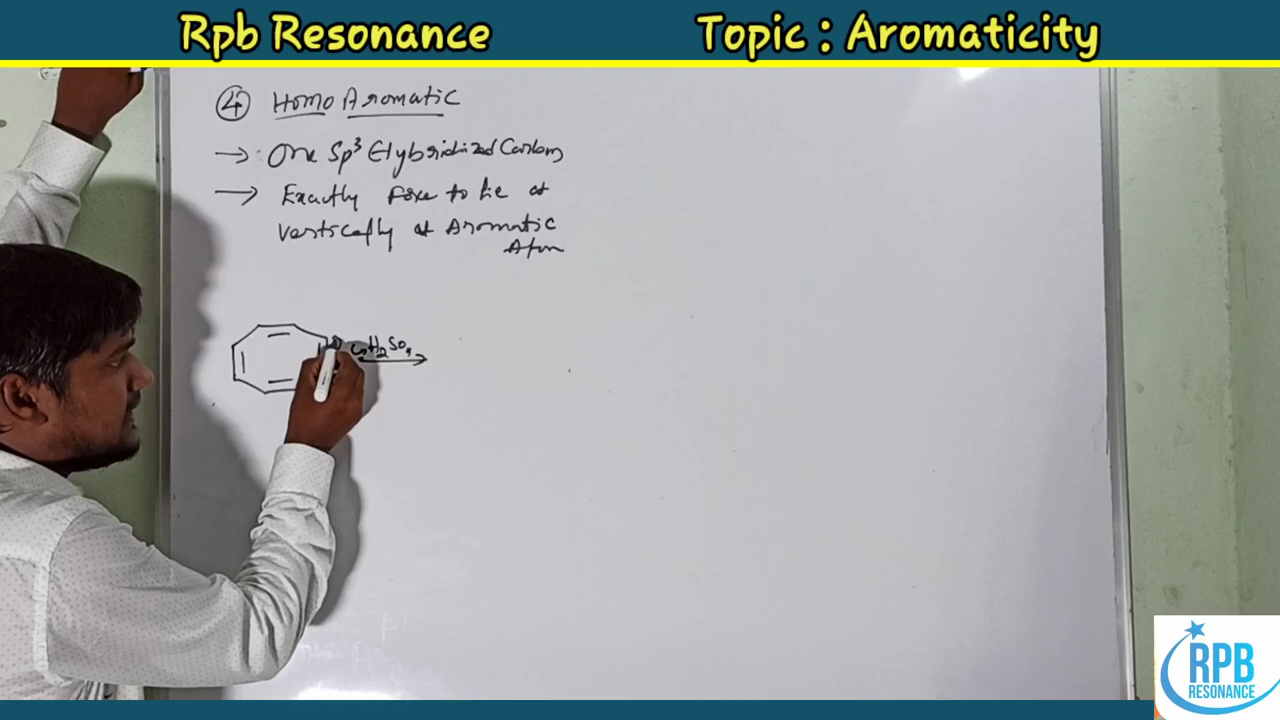 Rpb Resonance
Topic : Aromaticity
④ Homo Aromatic
→ One Sp³ Hybridized Carbon
→ Exactly to lie at
vertically at Aromatic
Atom
H₂SO₄
RPB
RESONANCE